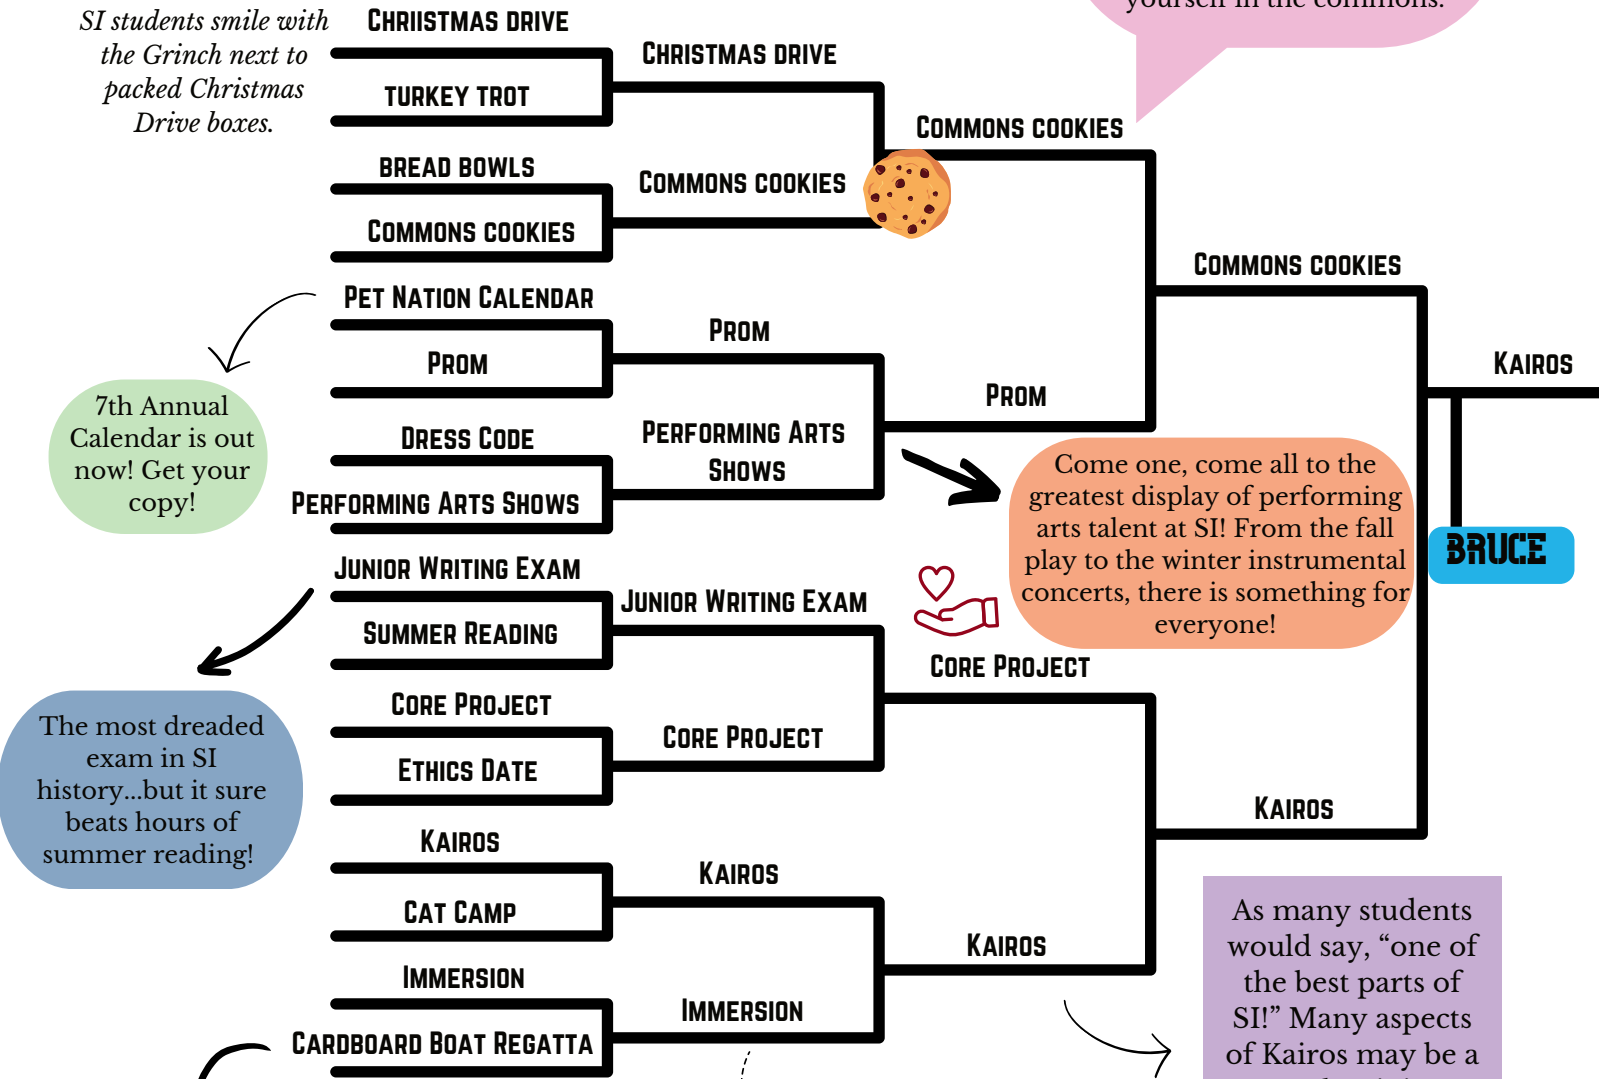 yourself in the commons.
SI students smile with
the Grinch next to
packed Christmas
Drive boxes.
CHRIISTMAS DRIVE
TURKEY TROT
CHRISTMAS DRIVE
BREAD BOWLS
COMMONS COOKIES
COMMONS COOKIES
COMMONS COOKIES
PET NATION CALENDAR
PROM
PROM
DRESS CODE
PERFORMING ARTS SHOWS
PERFORMING ARTS
SHOWS
PROM
COMMONS COOKIES
KAIROS
BRUCE
7th Annual
Calendar is out
now! Get your
copy!
Come one, come all to the
greatest display of performing
arts talent at SI! From the fall
play to the winter instrumental
concerts, there is something for
everyone!
JUNIOR WRITING EXAM
SUMMER READING
JUNIOR WRITING EXAM
CORE PROJECT
ETHICS DATE
CORE PROJECT
CORE PROJECT
The most dreaded
exam in SI
history...but it sure
beats hours of
summer reading!
KAIROS
CAT CAMP
KAIROS
IMMERSION
CARDBOARD BOAT REGATTA
IMMERSION
KAIROS
KAIROS
As many students
would say, “one of
the best parts of
SI!” Many aspects
of Kairos may be a